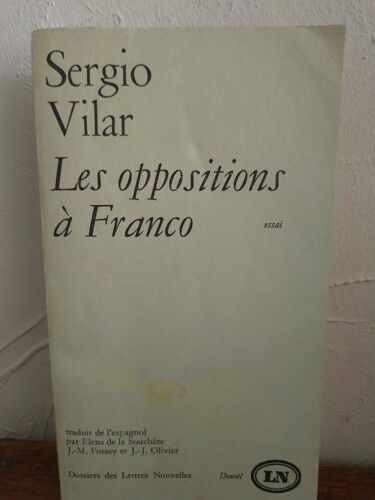 Sergio
Vilar
Les oppositions
à Franco
essai
traduit de l'espagnol
par Elena de la Souchère
J.-M. Fossey et J.-J. Olivier
Dossiers des Lettres Nouvelles
Denoël
LN